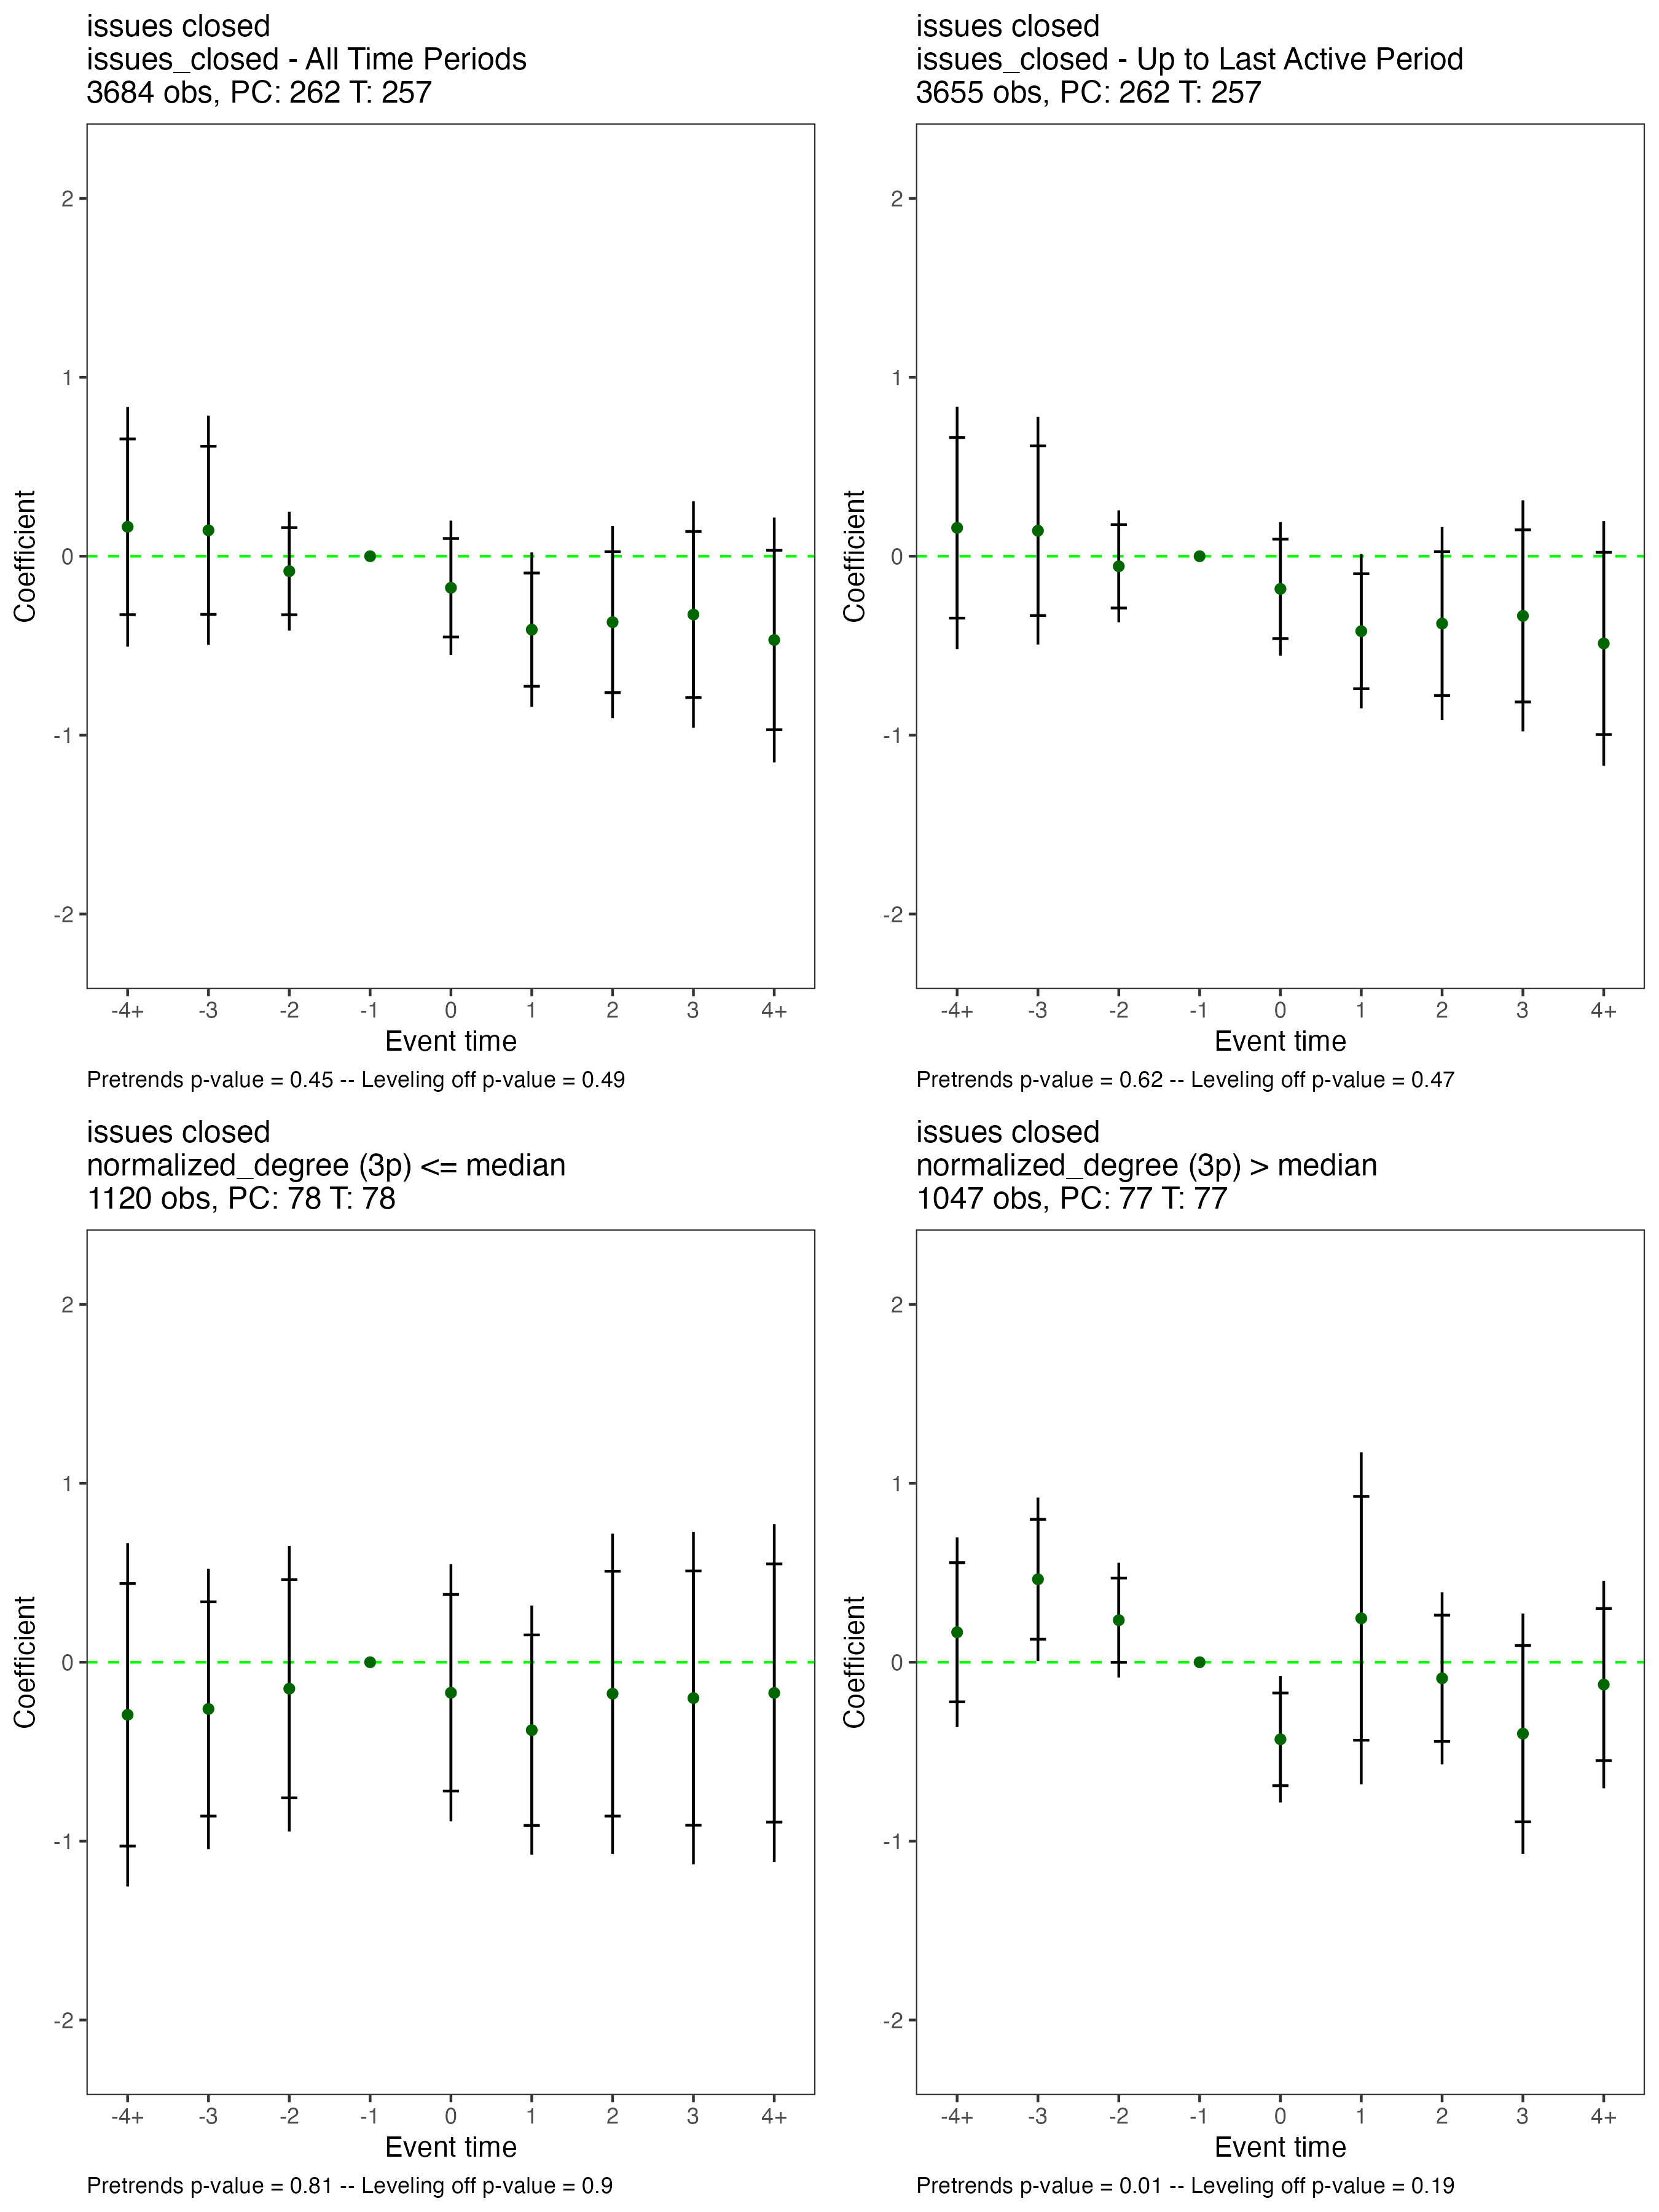 issues closed
issues_closed - All Time Periods
3684 obs, PC: 262 T: 257
Coefficient
2
1
0
-1
-2
-4+ -3 -2 -1 0 1 2 3 4+
Event time
Pretrends p-value = 0.45 -- Leveling off p-value = 0.49
issues closed
issues_closed - Up to Last Active Period
3655 obs, PC: 262 T: 257
Coefficient
2
1
0
-1
-2
-4+ -3 -2 -1 0 1 2 3 4+
Event time
Pretrends p-value = 0.62 -- Leveling off p-value = 0.47
issues closed
normalized_degree (3p) <= median
1120 obs, PC: 78 T: 78
Coefficient
2
1
0
-1
-2
-4+ -3 -2 -1 0 1 2 3 4+
Event time
Pretrends p-value = 0.81 -- Leveling off p-value = 0.9
issues closed
normalized_degree (3p) > median
1047 obs, PC: 77 T: 77
Coefficient
2
1
0
-1
-2
-4+ -3 -2 -1 0 1 2 3 4+
Event time
Pretrends p-value = 0.01 -- Leveling off p-value = 0.19